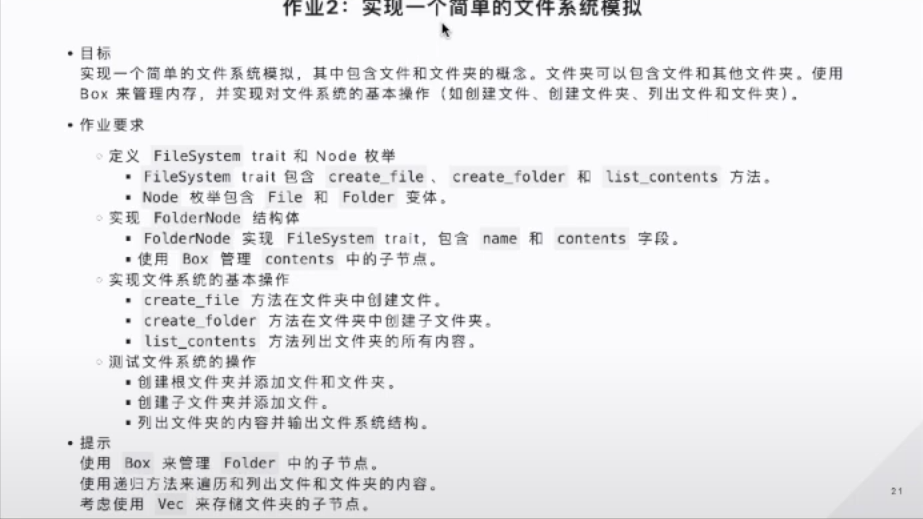 作业2：实现一个简单的文件系统模拟
• 目标
实现一个简单的文件系统模拟，其中包含文件和文件夹的概念。文件夹可以包含文件和其他文件夹。使用
Box 来管理内存，并实现对文件系统的基本操作（如创建文件、创建文件夹、列出文件和文件夹）。
• 作业要求
○ 定义 FileSystem trait 和 Node 枚举
▪ FileSystem trait 包含 create_file 、 create_folder 和 list_contents 方法。
▪ Node 枚举包含 File 和 Folder 变体。
○ 实现 FolderNode 结构体
▪ FolderNode 实现 FileSystem trait，包含 name 和 contents 字段。
▪ 使用 Box 管理 contents 中的子节点。
○ 实现文件系统的基本操作
▪ create_file 方法在文件夹中创建文件。
▪ create_folder 方法在文件夹中创建子文件夹。
▪ list_contents 方法列出文件夹的所有内容。
○ 测试文件系统的操作
▪ 创建根文件夹并添加文件和文件夹。
▪ 创建子文件夹并添加文件。
▪ 列出文件夹的内容并输出文件系统结构。
• 提示
使用 Box 来管理 Folder 中的子节点。
使用递归方法来遍历和列出文件和文件夹的内容。
考虑使用 Vec 来存储文件夹的子节点。
21